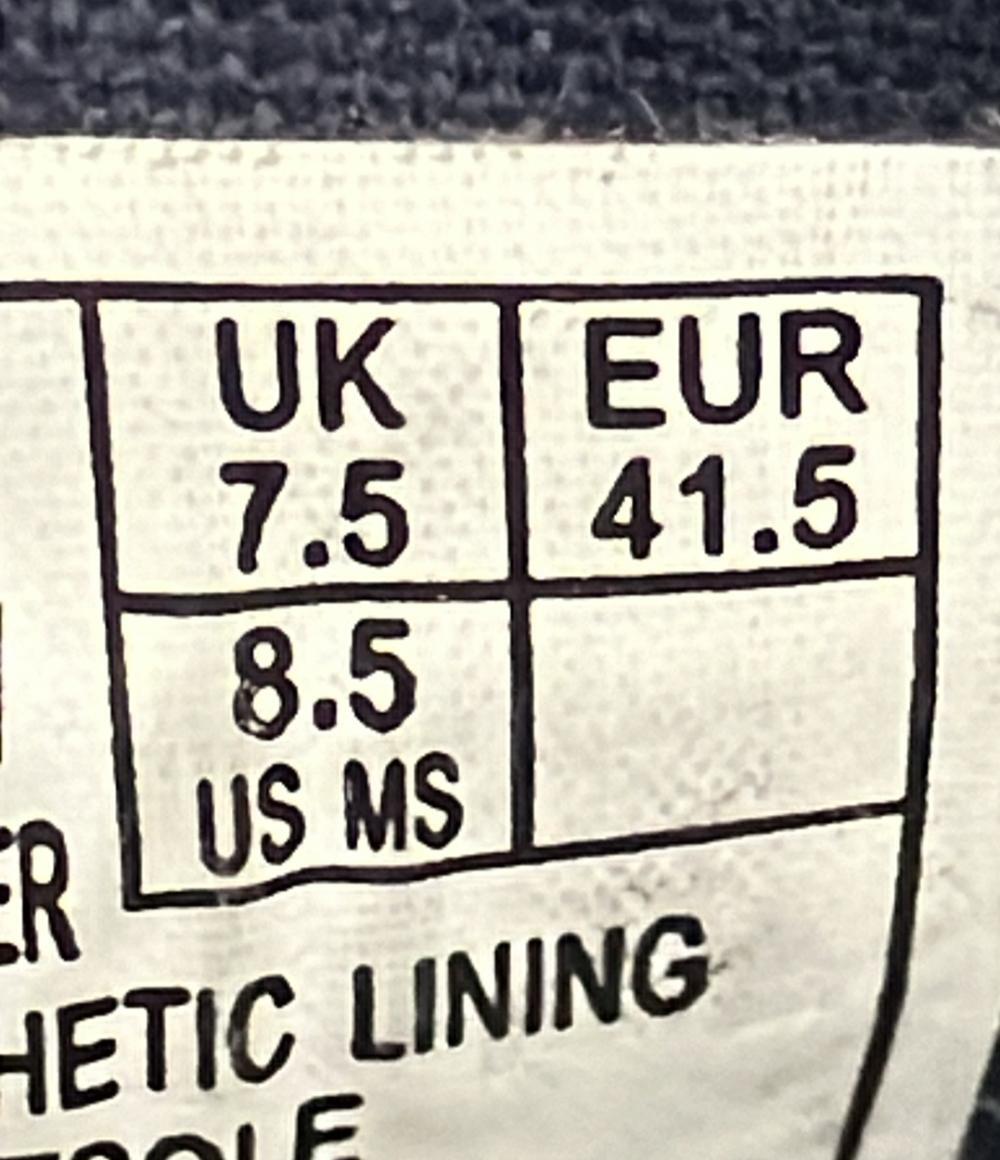 UK EUR
7.5 41.5
8.5
US MS
ER
HETIC LINING